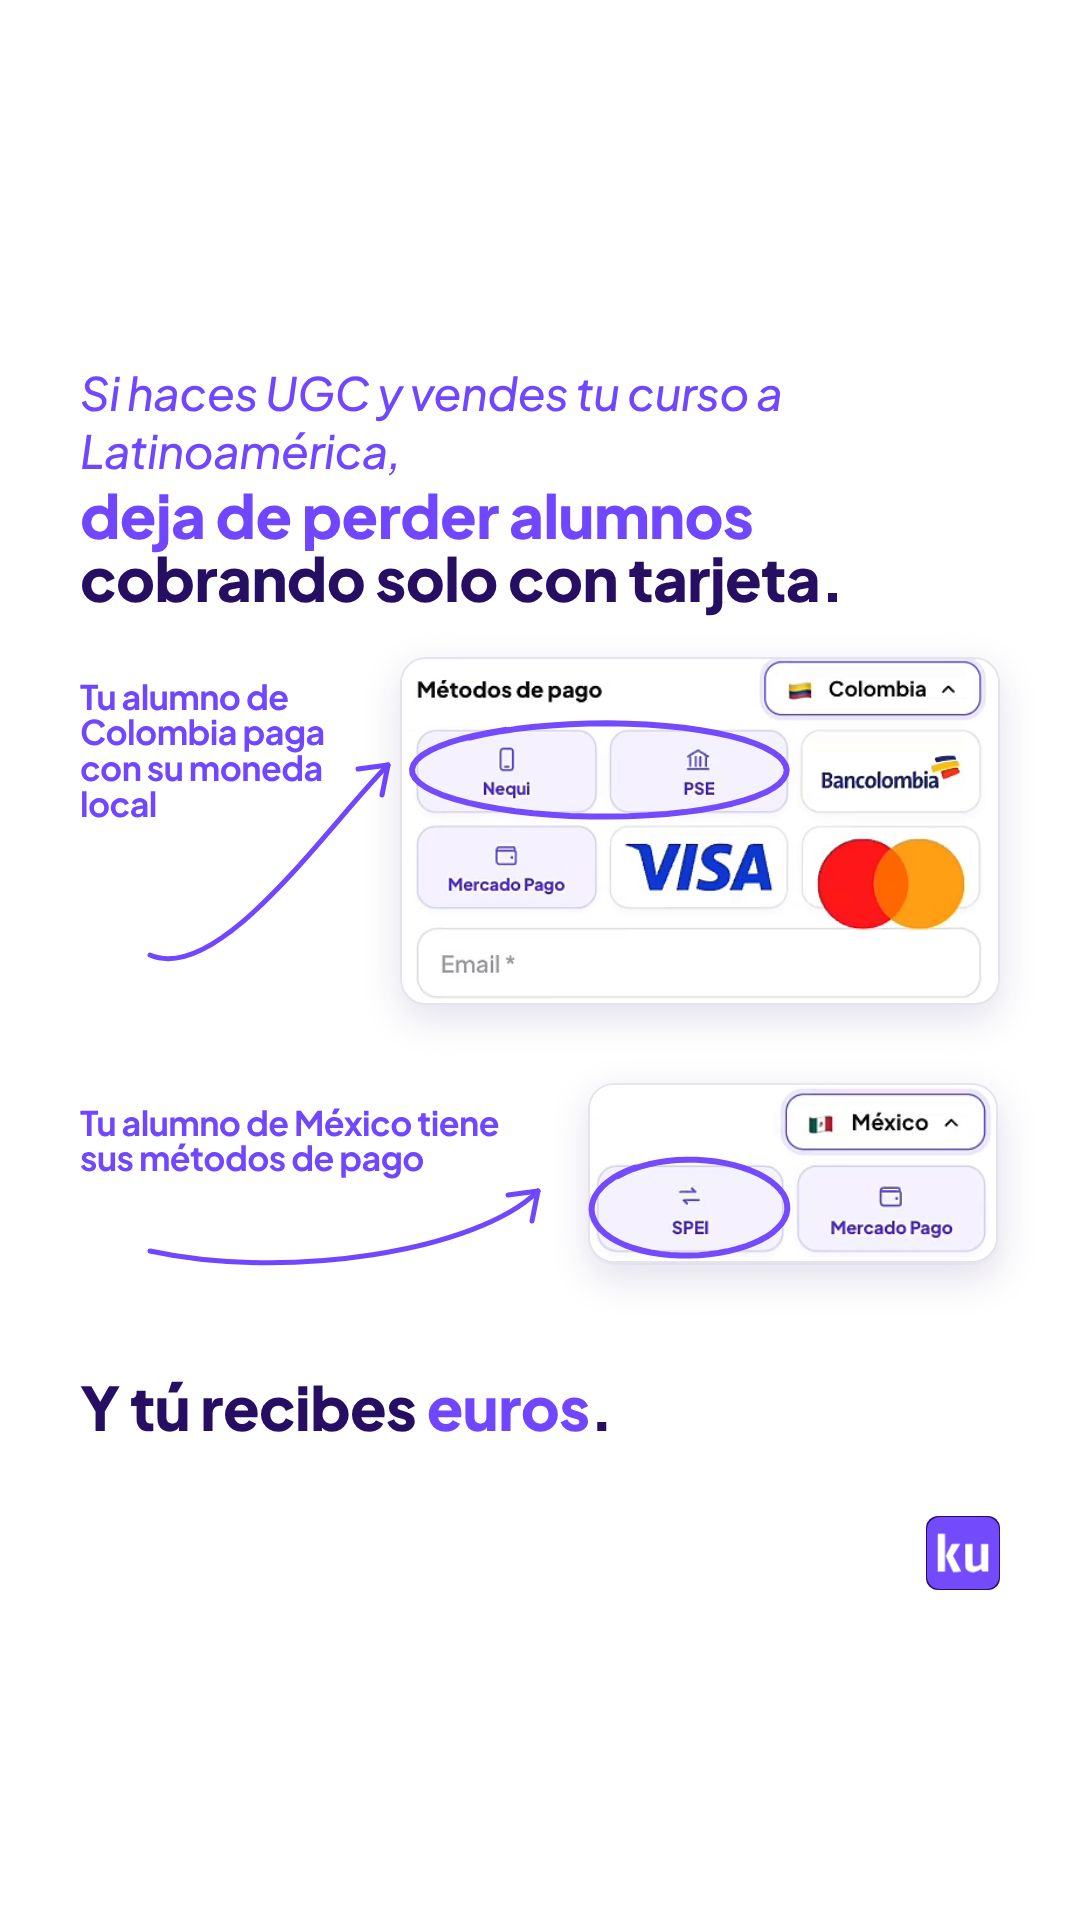 Si haces UGC y vendes tu curso a
Latinoamérica,
deja de perder alumnos
cobrando solo con tarjeta.
Tu alumno de
Colombia paga
con su moneda
local
Métodos de pago
Colombia
Nequi
PSE
Bancolombia
Mercado Pago
VISA
Email *
Tu alumno de México tiene
sus métodos de pago
México
SPEI
Mercado Pago
Y tú recibes euros.
ku